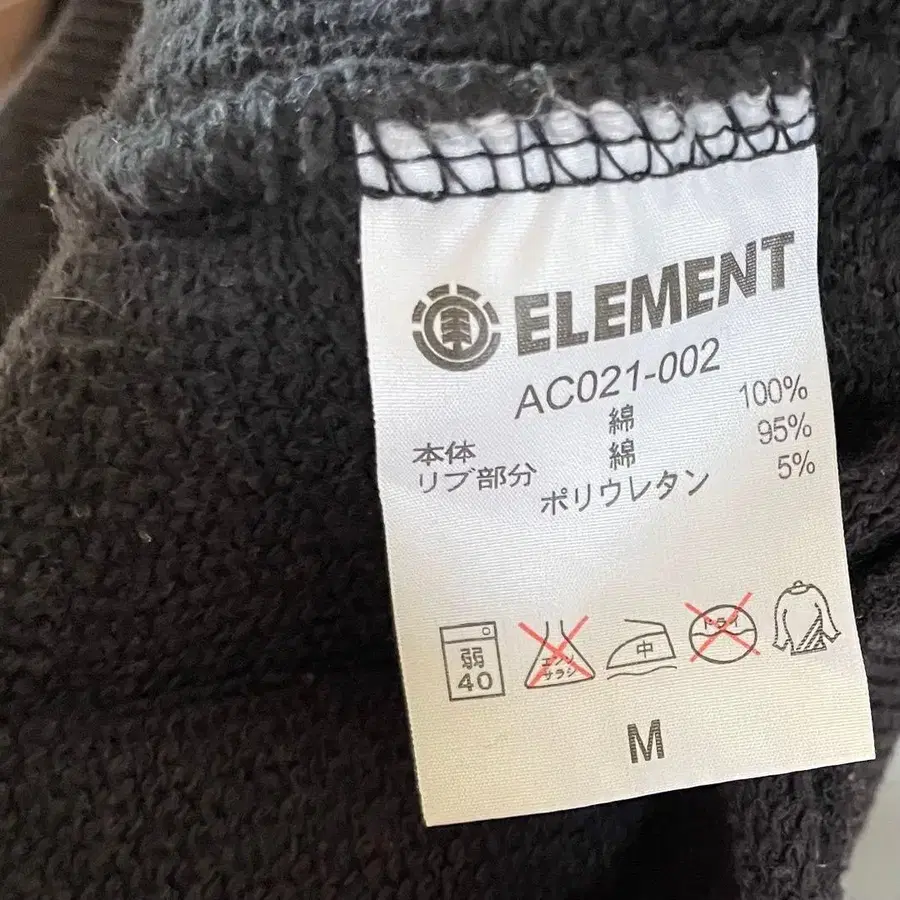 ELEMENT
AC021-002
本体 綿 100%
リブ部分 綿 95%
ポリウレタン 5%
弱 40
エンソ サラシ
中
ドライ
M